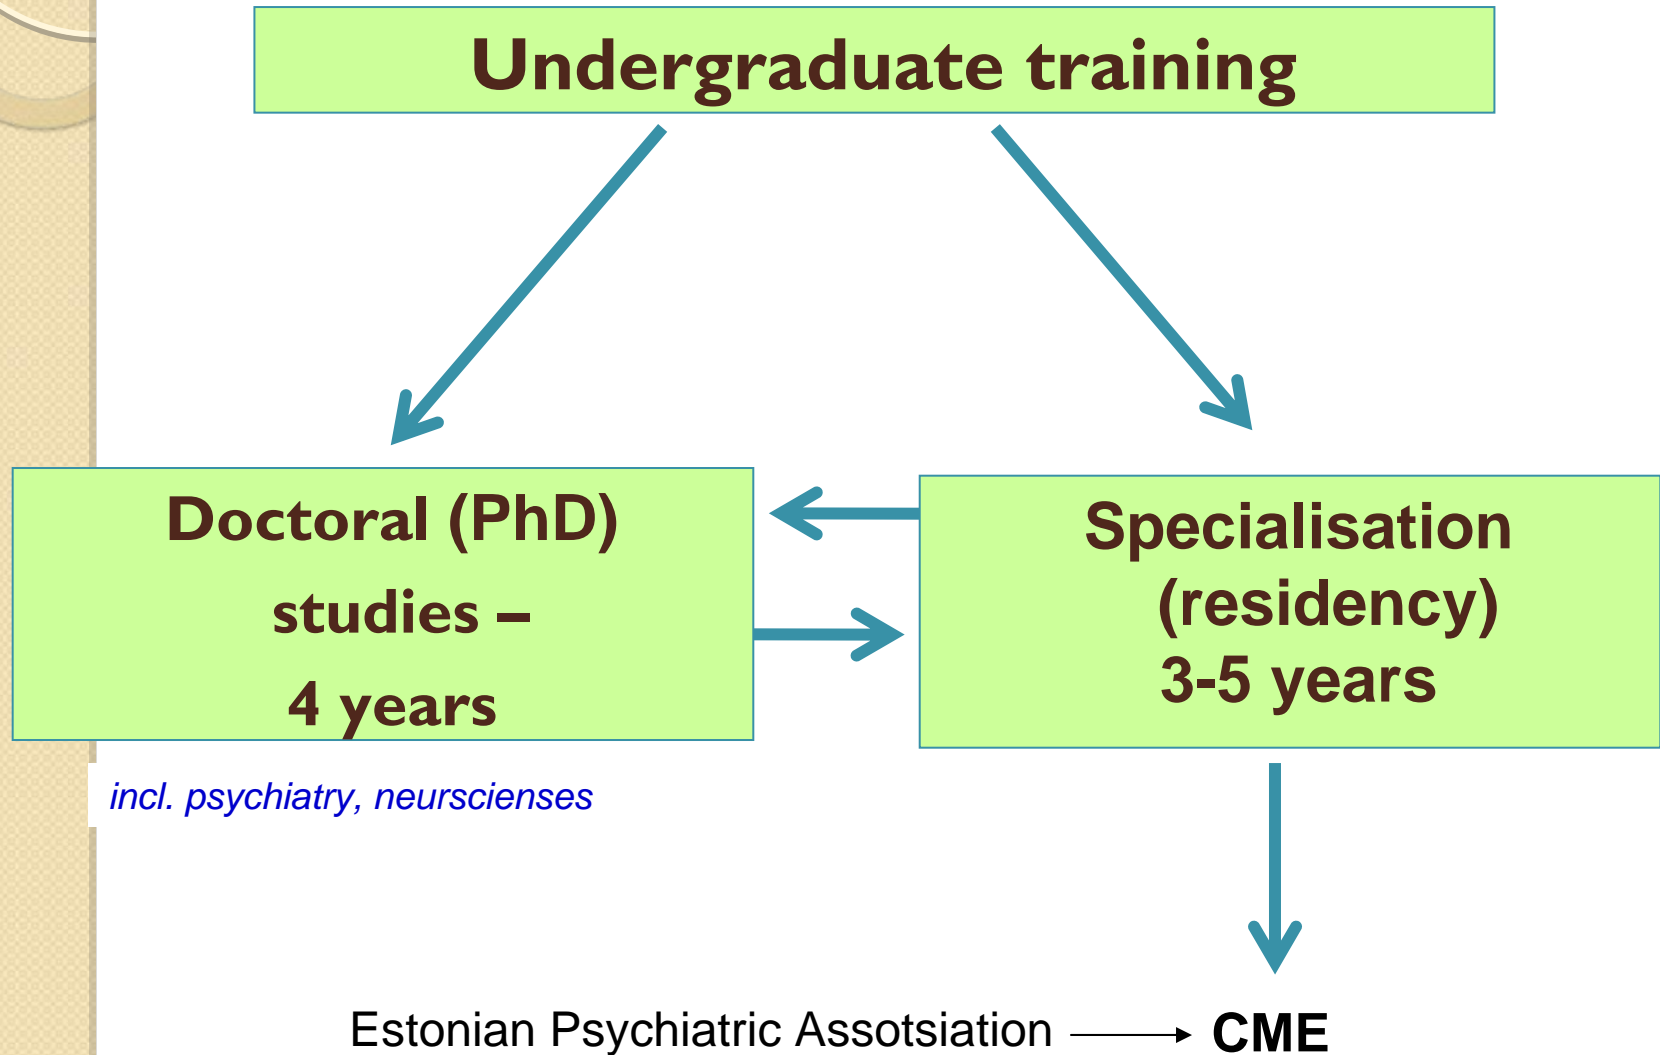 Undergraduate training
Doctoral (PhD)
studies –
4 years
Specialisation
(residency)
3-5 years
incl. psychiatry, neurscienses
Estonian Psychiatric Assotsiation
CME